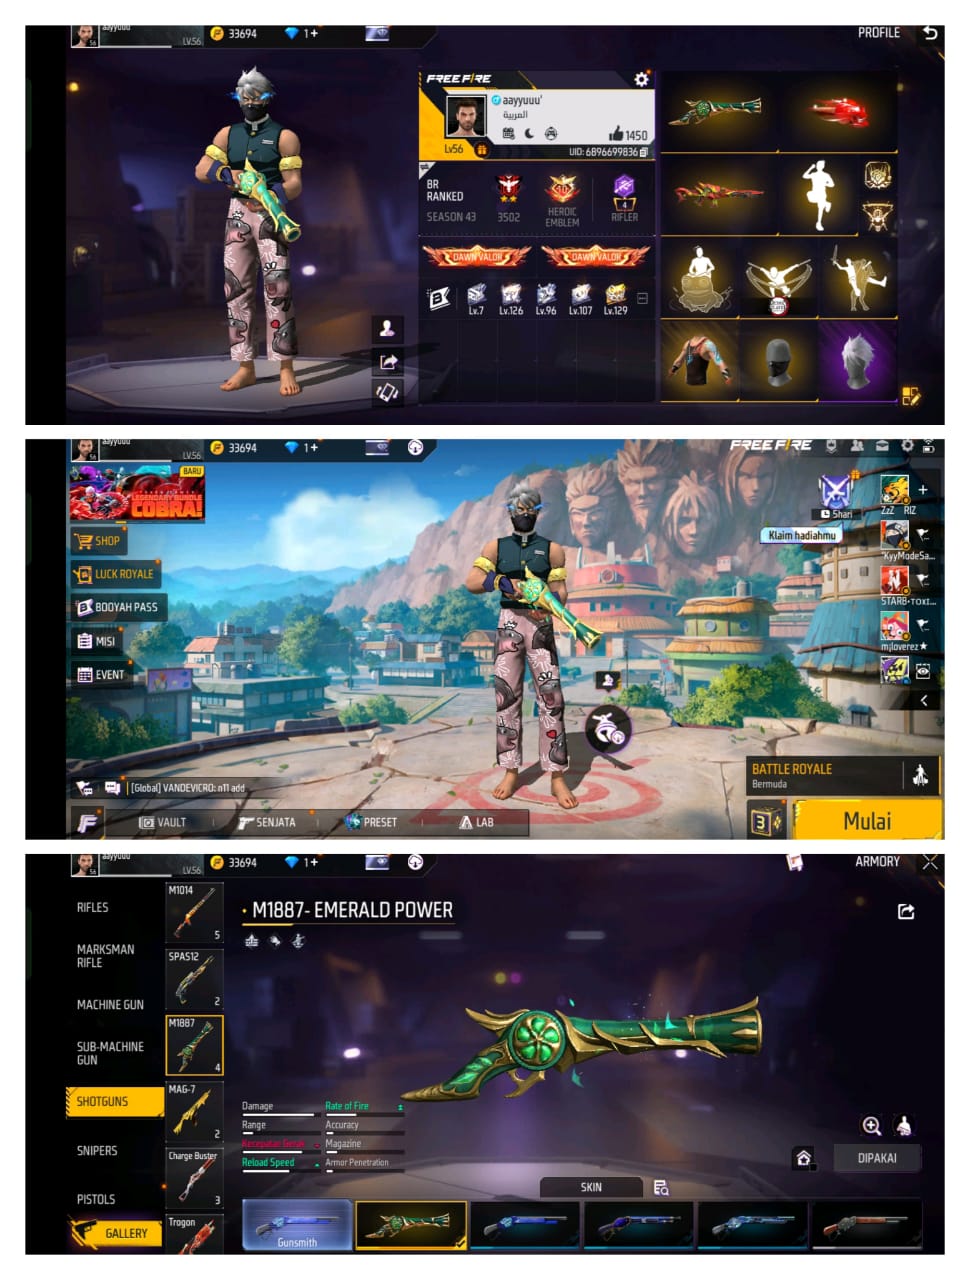 aayyuuu
56
LV.56
33694
1+
PROFILE
FREE FIRE
aayyuuu'
العربية
1450
Lv56
UID: 6896699836
BR
RANKED
SEASON 43
3502
HEROIC
EMBLEM
4
RIFLER
DAWN VALOR
DAWN VALOR
Lv.7
Lv.126
Lv.96
Lv.107
Lv.129
aayyuuu
56
LV.56
33694
1+
FREE FIRE
BARU
LEGENDARY BUNDLE
COBRA!
SHOP
LUCK ROYALE
BOOYAH PASS
MISI
EVENT
5hari
Klaim hadiahmu
ZzZ RIZ
"KyyModeSa...
STARB•TOXI...
mjloverez★
[Global] VANDEVICRO: n11 add
VAULT
SENJATA
PRESET
LAB
BATTLE ROYALE
Bermuda
3
Mulai
aayyuuu
56
LV.56
33694
1+
ARMORY
RIFLES
MARKSMAN
RIFLE
MACHINE GUN
SUB-MACHINE
GUN
SHOTGUNS
SNIPERS
PISTOLS
GALLERY
M1014
5
SPAS12
2
M1887
4
MAG-7
2
Charge Buster
3
Trogon
M1887- EMERALD POWER
Damage
Rate of Fire
Range
Accuracy
Kecepatan Gerak
Magazine
Reload Speed
Armor Penetration
DIPAKAI
SKIN
Gunsmith